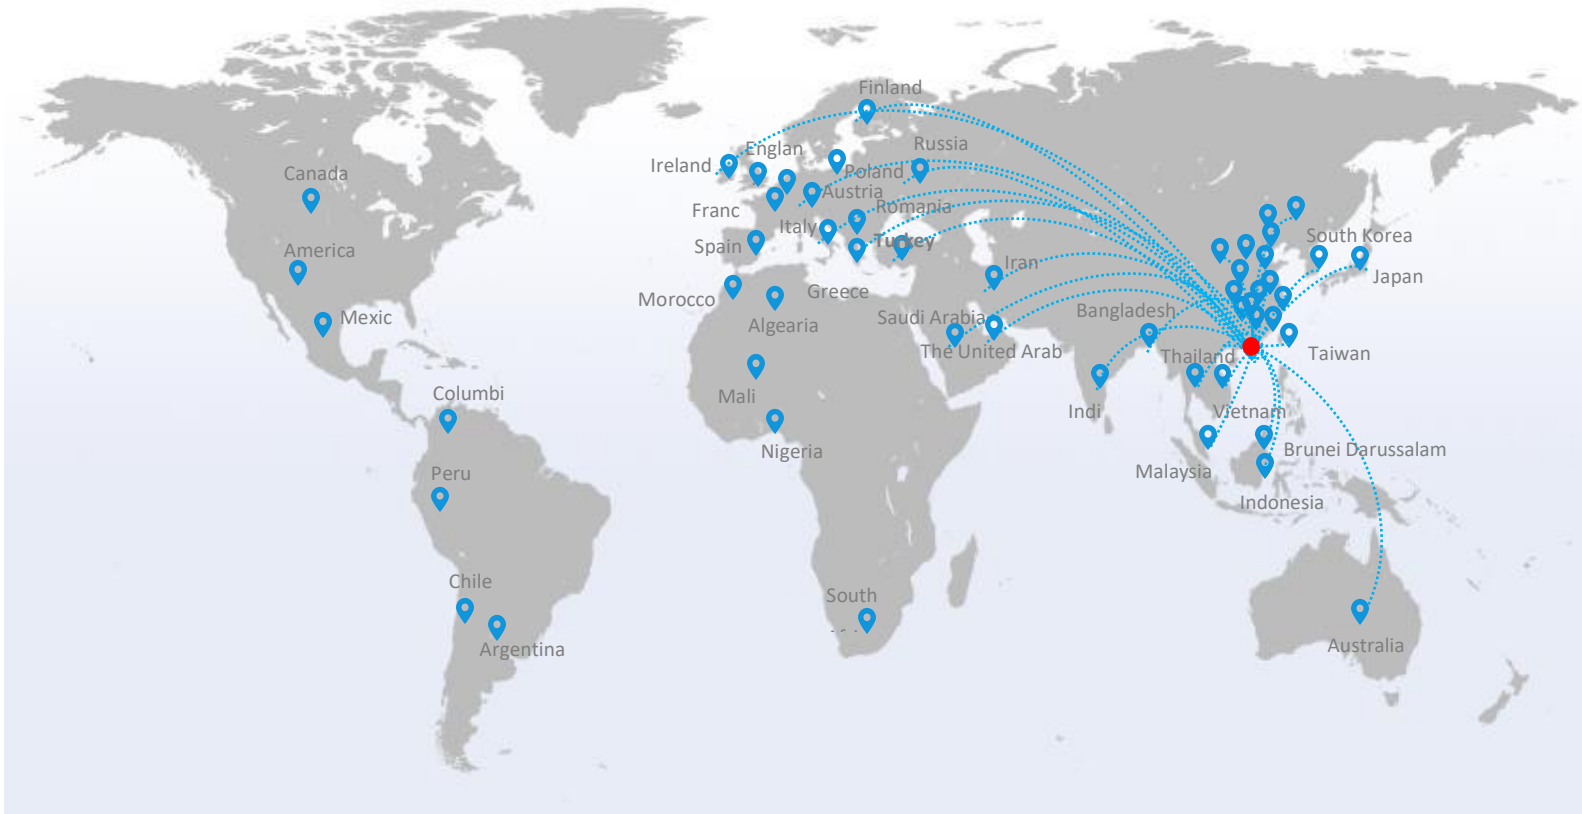 Finland
Englan
Russia
Ireland
Poland
Canada
Austria
Franc
Romania
Italy
South Korea
America
Spain
Turkey
Iran
Japan
Morocco
Greece
Mexic
Algearia
Saudi Arabia
Bangladesh
The United Arab
Thailand
Taiwan
Columbi
Mali
Indi
Vietnam
Nigeria
Brunei Darussalam
Peru
Malaysia
Indonesia
Chile
South
Argentina
Australia